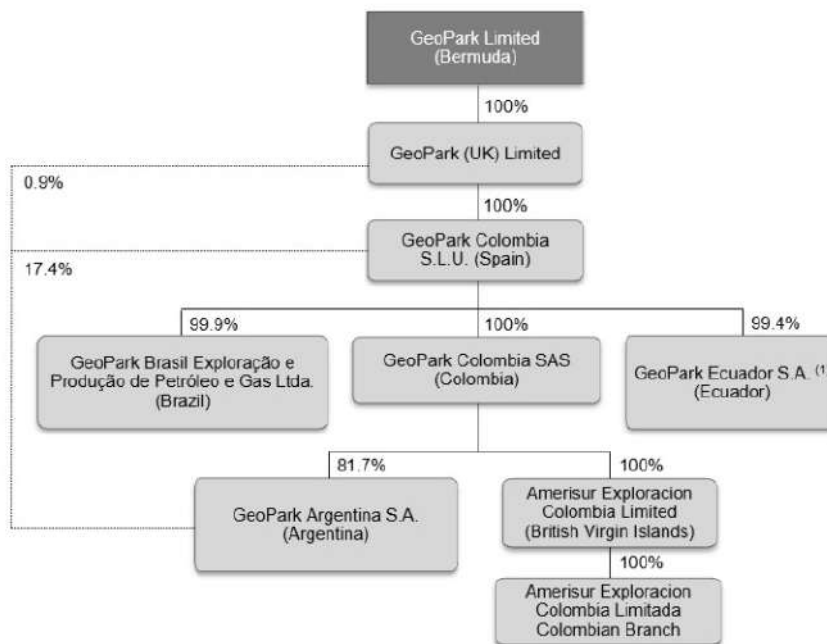 GeoPark Limited
(Bermuda)
100%
GeoPark (UK) Limited
0.9%
100%
GeoPark Colombia
S.L.U. (Spain)
17.4%
99.9%
100%
99.4%
GeoPark Brasil Exploração e
Produção de Petróleo e Gas Ltda.
(Brazil)
GeoPark Colombia SAS
(Colombia)
GeoPark Ecuador S.A. (1
(Ecuador)
81.7%
100%
GeoPark Argentina S.A.
(Argentina)
Amerisur Exploracion
Colombia Limited
(British Virgin Islands)
100%
Amerisur Exploracion
Colombia Limitada
Colombian Branch